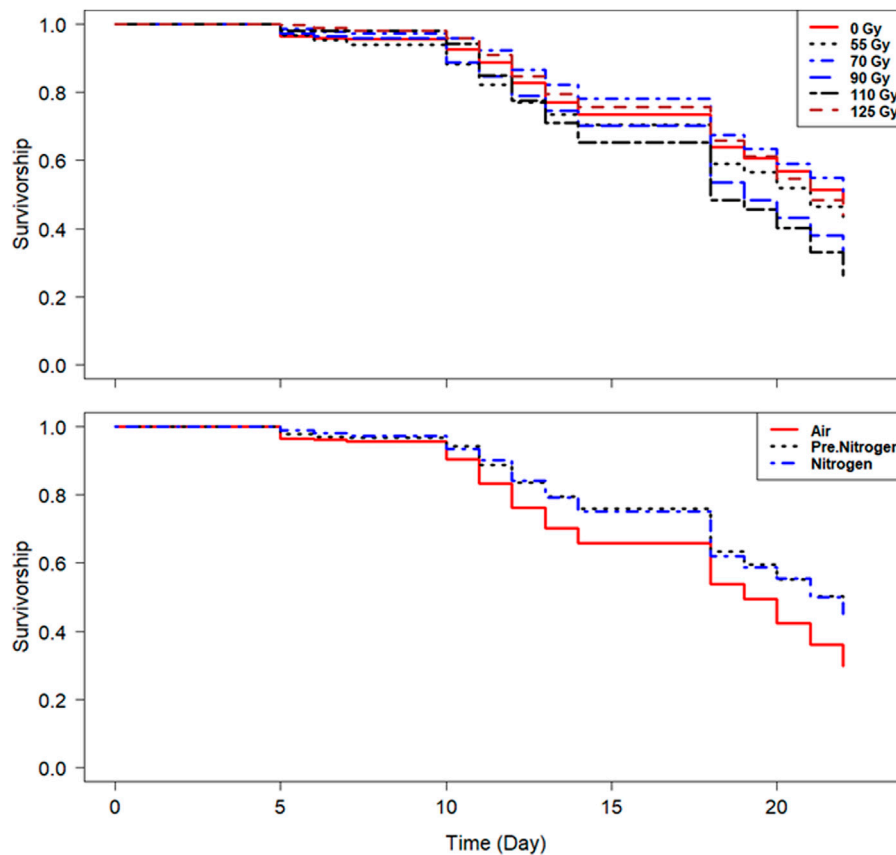 1.0
0.8
0.6
0.4
0.2
0.0
Survivorship
0 Gy
55 Gy
70 Gy
90 Gy
110 Gy
125 Gy
1.0
0.8
0.6
0.4
0.2
0.0
Survivorship
Air
Pre.Nitrogen
Nitrogen
0 5 10 15 20
Time (Day)